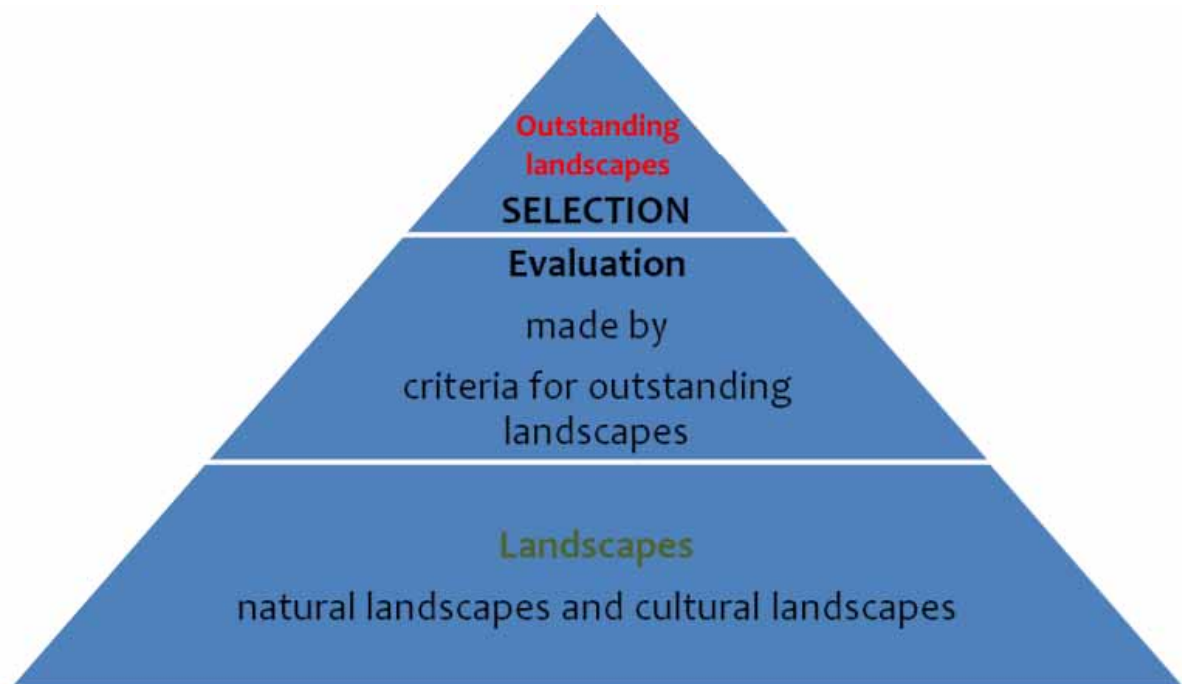 Outstanding
landscapes
SELECTION
Evaluation
made by
criteria for outstanding
landscapes
Landscapes
natural landscapes and cultural landscapes